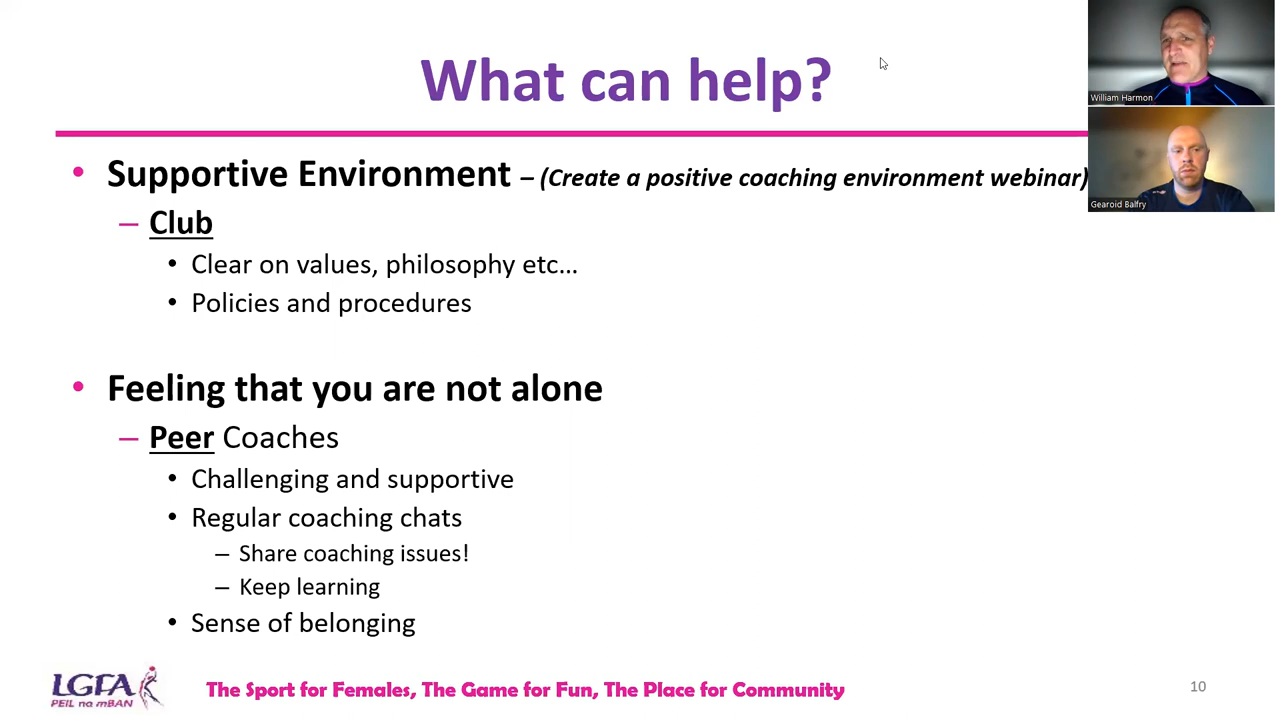 What can help?
• Supportive Environment – (Create a positive coaching environment webinar)
– Club
• Clear on values, philosophy etc…
• Policies and procedures
• Feeling that you are not alone
– Peer Coaches
• Challenging and supportive
• Regular coaching chats
– Share coaching issues!
– Keep learning
• Sense of belonging
William Harmon
Gearoid Balfry
LGFA
PEIL na mBAN
The Sport for Females, The Game for Fun, The Place for Community
10